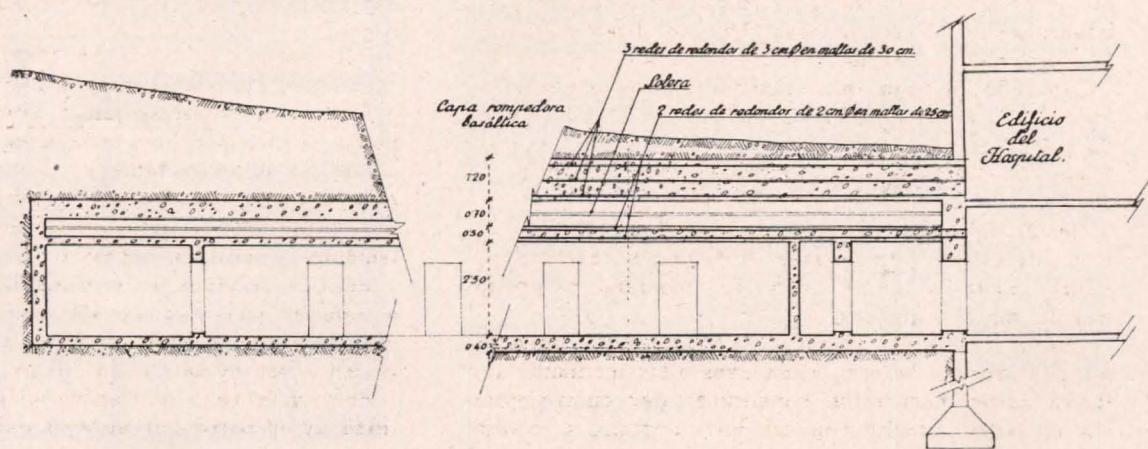 3 redes de redondos de 3 cm Ø en mallas de 30 cm.
Solera
Capa rompedora
basáltica
2 redes de redondos de 2 cm Ø en mallas de 25 cm
Edificio
del
Hospital.
1'20
0'70
0'30
2'50
0'40